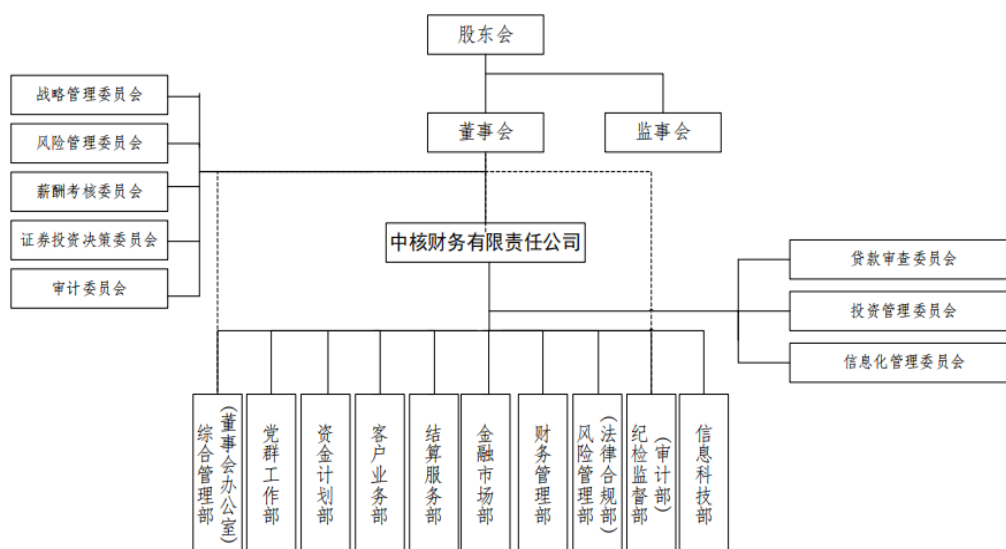 股东会
董事会
监事会
战略管理委员会
风险管理委员会
薪酬考核委员会
证券投资决策委员会
审计委员会
中核财务有限责任公司
贷款审查委员会
投资管理委员会
信息化管理委员会
综合管理部
(董事会办公室)
党群工作部
资金计划部
客户业务部
结算服务部
金融市场部
财务管理部
风险管理部
(法律合规部)
纪检监督部
(审计部)
信息科技部